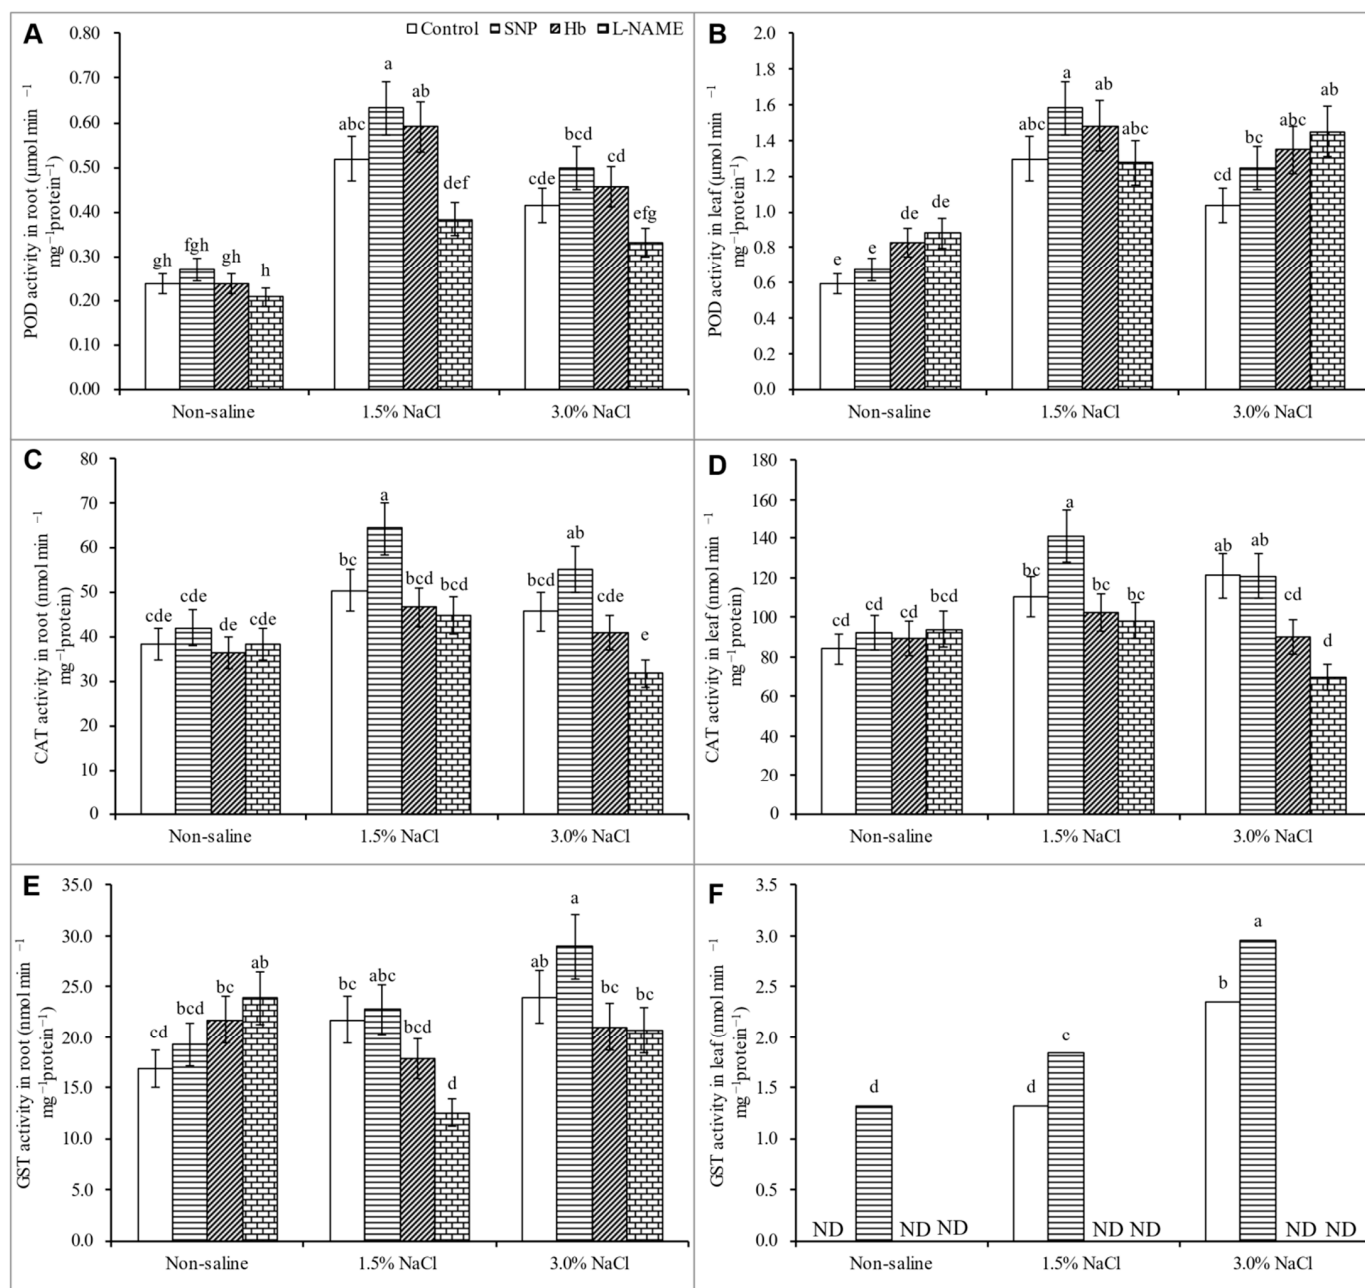 A
□ Control ▤ SNP ▨ Hb ▦ L-NAME
POD activity in root (μmol min⁻¹
mg⁻¹protein⁻¹)
0.80
0.70
0.60
0.50
0.40
0.30
0.20
0.10
0.00
gh fgh gh h
abc a ab def
cde bcd cd efg
Non-saline 1.5% NaCl 3.0% NaCl
B
POD activity in leaf (μmol min⁻¹
mg⁻¹protein⁻¹)
2.0
1.8
1.6
1.4
1.2
1.0
0.8
0.6
0.4
0.2
0.0
e e de de
abc a ab abc
cd bc abc ab
Non-saline 1.5% NaCl 3.0% NaCl
C
CAT activity in root (nmol min⁻¹
mg⁻¹protein)
80
70
60
50
40
30
20
10
0
cde cde de cde
bc a bcd bcd
bcd ab cde e
Non-saline 1.5% NaCl 3.0% NaCl
D
CAT activity in leaf (nmol min⁻¹
mg⁻¹protein)
180
160
140
120
100
80
60
40
20
0
cd cd cd bcd
bc a bc bc
ab ab cd d
Non-saline 1.5% NaCl 3.0% NaCl
E
GST activity in root (nmol min⁻¹
mg⁻¹protein⁻¹)
35.0
30.0
25.0
20.0
15.0
10.0
5.0
0.0
cd bcd bc ab
bc abc bcd d
ab a bc bc
Non-saline 1.5% NaCl 3.0% NaCl
F
GST activity in leaf (nmol min⁻¹
mg⁻¹protein⁻¹)
3.5
3.0
2.5
2.0
1.5
1.0
0.5
0.0
ND d ND ND
d c ND ND
b a ND ND
Non-saline 1.5% NaCl 3.0% NaCl